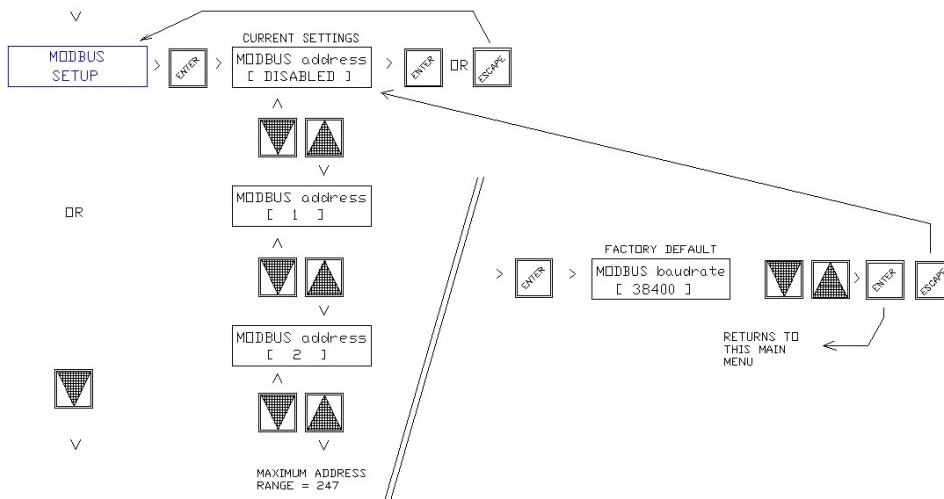 CURRENT SETTINGS
MODBUS
SETUP
ENTER
MODBUS address
[ DISABLED ]
ENTER
OR
ESCAPE
OR
MODBUS address
[ 1 ]
MODBUS address
[ 2 ]
MAXIMUM ADDRESS
RANGE = 247
ENTER
FACTORY DEFAULT
MODBUS baudrate
[ 38400 ]
ENTER
ESCAPE
RETURNS TO
THIS MAIN
MENU